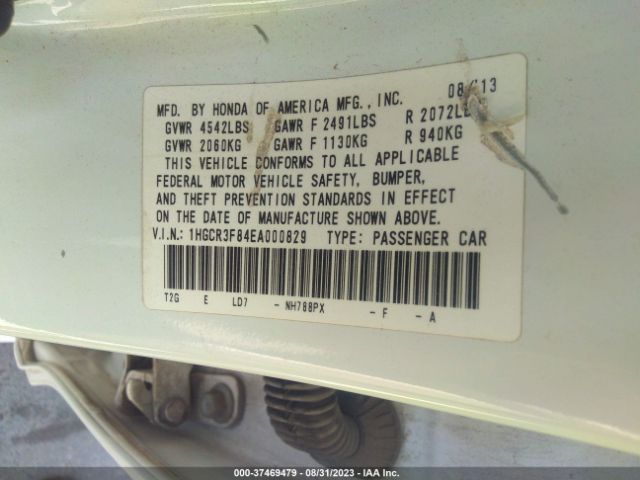 08/13
MFD. BY HONDA OF AMERICA MFG., INC.
GVWR 4542LBS GAWR F 2491LBS R 2072LBS
GVWR 2060KG GAWR F 1130KG R 940KG
THIS VEHICLE CONFORMS TO ALL APPLICABLE
FEDERAL MOTOR VEHICLE SAFETY, BUMPER,
AND THEFT PREVENTION STANDARDS IN EFFECT
ON THE DATE OF MANUFACTURE SHOWN ABOVE.
V.I.N.: 1HGCR3F84EA000829 TYPE: PASSENGER CAR
T2G E LD7 - NH788PX - F - A
000-37469479 - 08/31/2023 - IAA Inc.